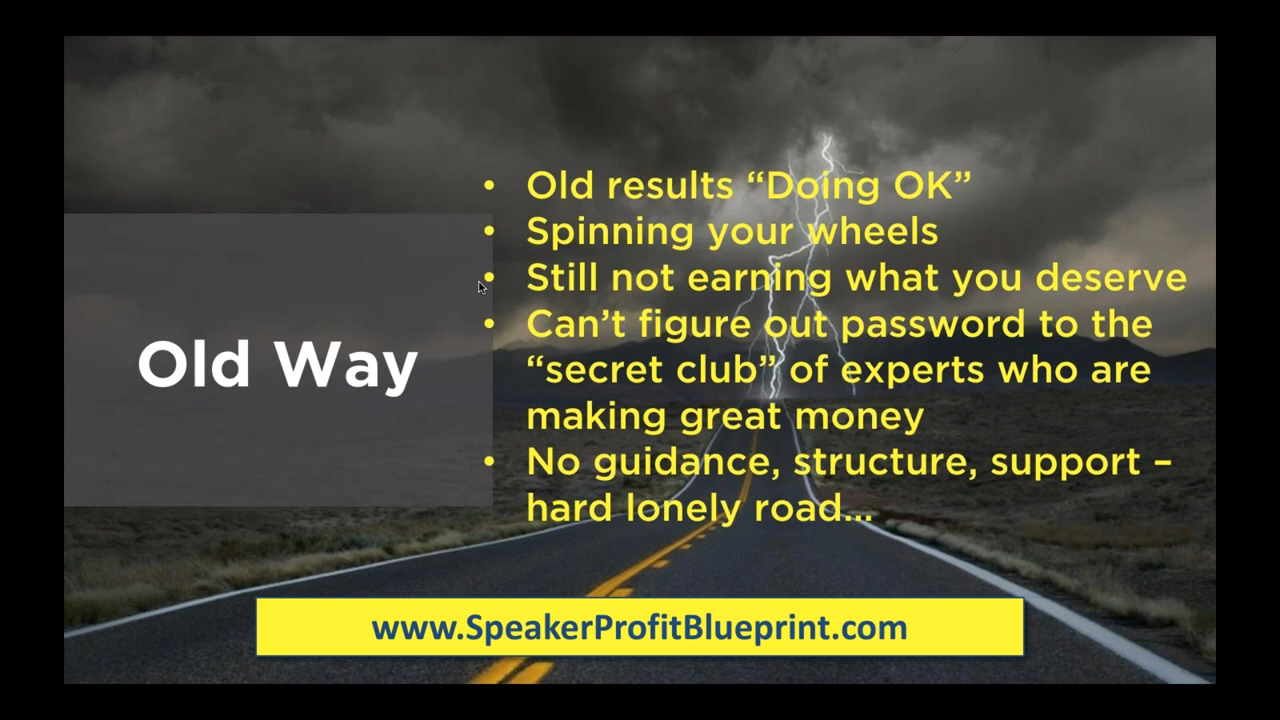 Old Way
• Old results “Doing OK”
• Spinning your wheels
• Still not earning what you deserve
• Can’t figure out password to the
“secret club” of experts who are
making great money
• No guidance, structure, support –
hard lonely road...
www.SpeakerProfitBlueprint.com